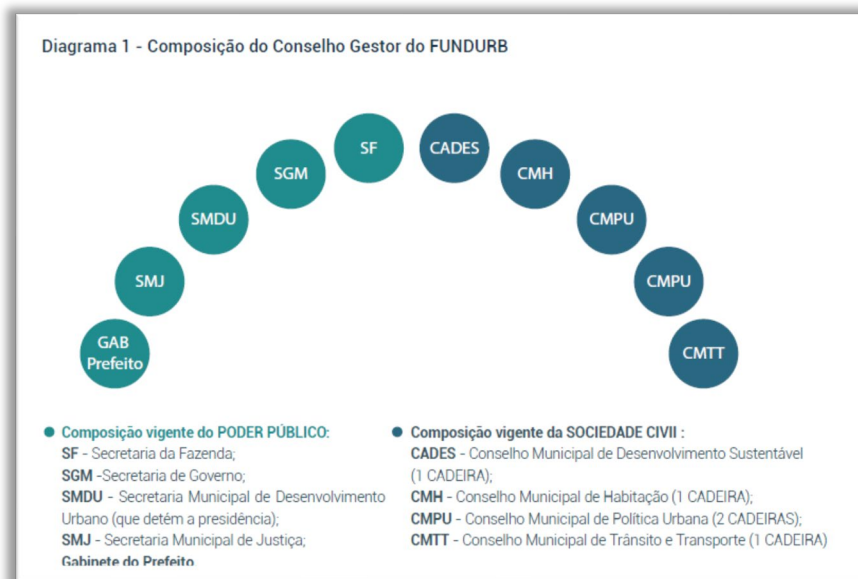 Diagrama 1 - Composição do Conselho Gestor do FUNDURB
SF
CADES
SGM
CMH
SMDU
CMPU
SMJ
CMPU
GAB
Prefeito
CMTT
Composição vigente do PODER PÚBLICO:
SF - Secretaria da Fazenda;
SGM -Secretaria de Governo;
SMDU - Secretaria Municipal de Desenvolvimento
Urbano (que detém a presidência);
SMJ - Secretaria Municipal de Justiça;
Gabinete do Prefeito
Composição vigente da SOCIEDADE CIVIl :
CADES - Conselho Municipal de Desenvolvimento Sustentável
(1 CADEIRA);
CMH - Conselho Municipal de Habitação (1 CADEIRA);
CMPU - Conselho Municipal de Política Urbana (2 CADEIRAS);
CMTT - Conselho Municipal de Trânsito e Transporte (1 CADEIRA)